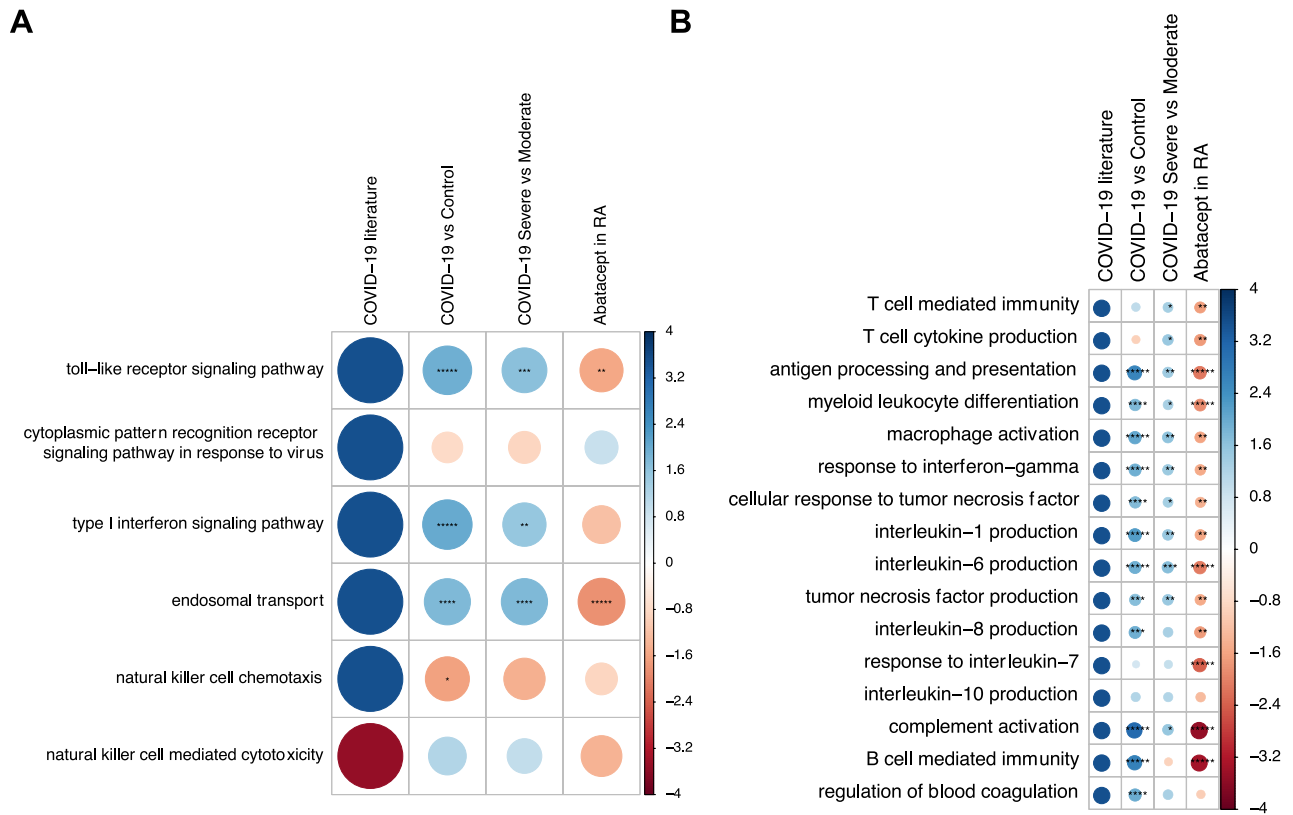 A
COVID−19 literature
COVID−19 vs Control
COVID−19 Severe vs Moderate
Abatacept in RA
toll−like receptor signaling pathway
***** *** **
cytoplasmic pattern recognition receptor
signaling pathway in response to virus
type I interferon signaling pathway
***** **
endosomal transport
**** **** *****
natural killer cell chemotaxis
*
natural killer cell mediated cytotoxicity
4
3.2
2.4
1.6
0.8
0
−0.8
−1.6
−2.4
−3.2
−4
B
COVID−19 literature
COVID−19 vs Control
COVID−19 Severe vs Moderate
Abatacept in RA
T cell mediated immunity
* **
T cell cytokine production
* **
antigen processing and presentation
***** ** *****
myeloid leukocyte differentiation
**** * *****
macrophage activation
***** ** **
response to interferon−gamma
***** ** **
cellular response to tumor necrosis factor
**** * **
interleukin−1 production
***** ** **
interleukin−6 production
***** *** *****
tumor necrosis factor production
**** ** **
interleukin−8 production
*** **
response to interleukin−7
*****
interleukin−10 production
complement activation
***** * *****
B cell mediated immunity
***** *****
regulation of blood coagulation
****
4
3.2
2.4
1.6
0.8
0
−0.8
−1.6
−2.4
−3.2
−4